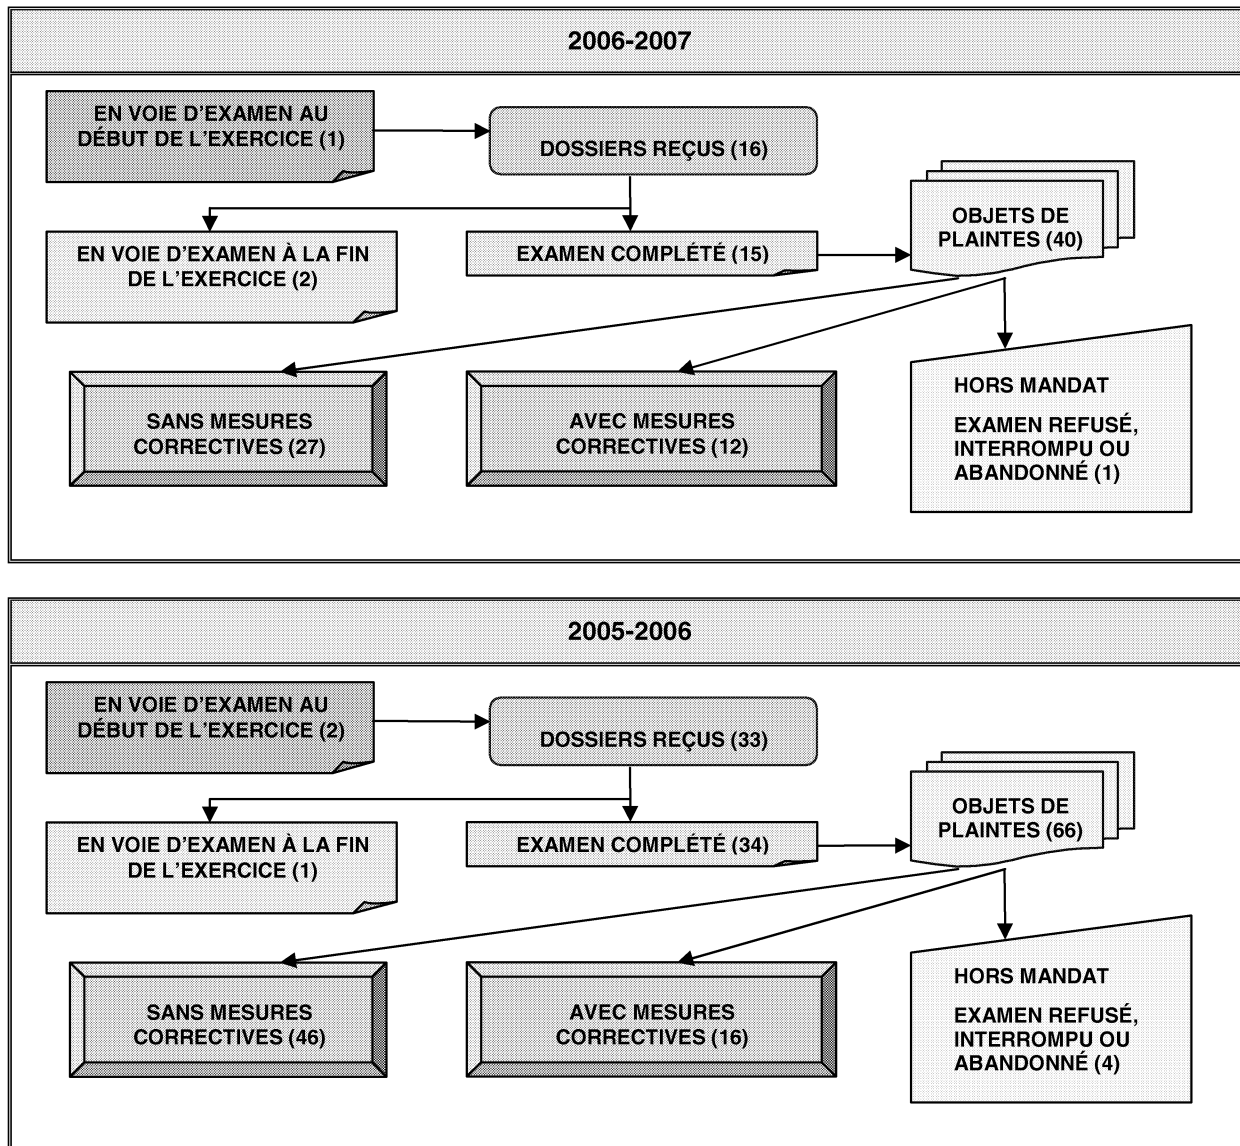 2006-2007
EN VOIE D'EXAMEN AU
DÉBUT DE L'EXERCICE (1)
DOSSIERS REÇUS (16)
OBJETS DE
PLAINTES (40)
EN VOIE D'EXAMEN À LA FIN
DE L'EXERCICE (2)
EXAMEN COMPLÉTÉ (15)
SANS MESURES
CORRECTIVES (27)
AVEC MESURES
CORRECTIVES (12)
HORS MANDAT
EXAMEN REFUSÉ,
INTERROMPU OU
ABANDONNÉ (1)
2005-2006
EN VOIE D'EXAMEN AU
DÉBUT DE L'EXERCICE (2)
DOSSIERS REÇUS (33)
OBJETS DE
PLAINTES (66)
EN VOIE D'EXAMEN À LA FIN
DE L'EXERCICE (1)
EXAMEN COMPLÉTÉ (34)
SANS MESURES
CORRECTIVES (46)
AVEC MESURES
CORRECTIVES (16)
HORS MANDAT
EXAMEN REFUSÉ,
INTERROMPU OU
ABANDONNÉ (4)